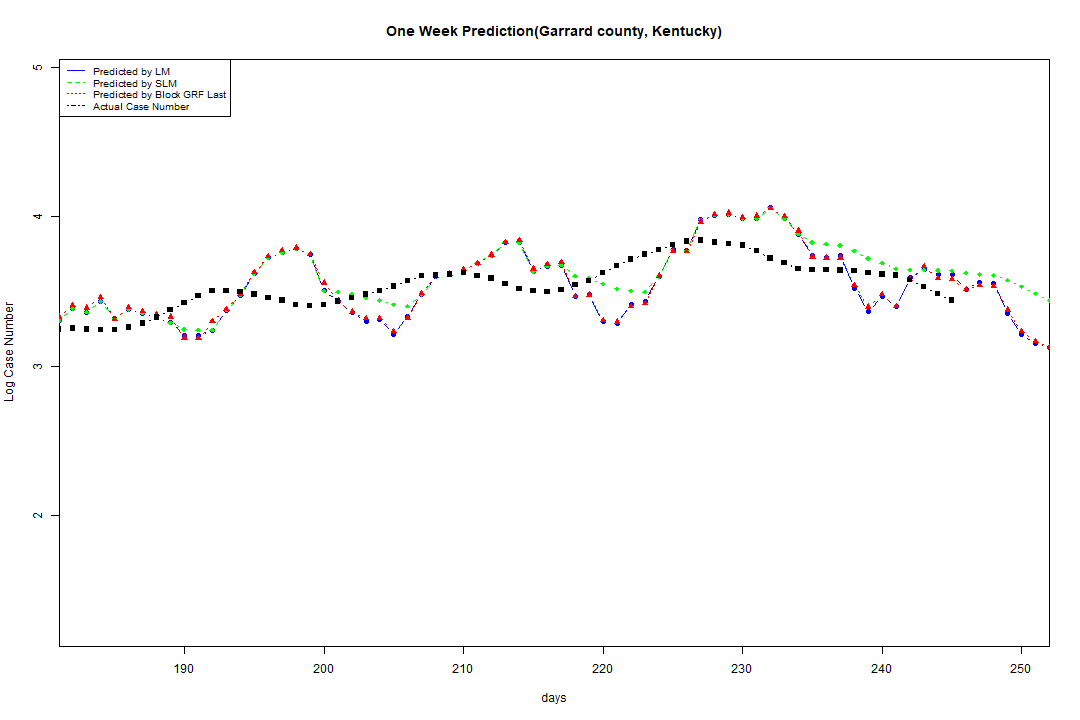 One Week Prediction(Garrard county, Kentucky)
Predicted by LM
Predicted by SLM
Predicted by Block GRF Last
Actual Case Number
5
4
3
2
Log Case Number
190 200 210 220 230 240 250
days